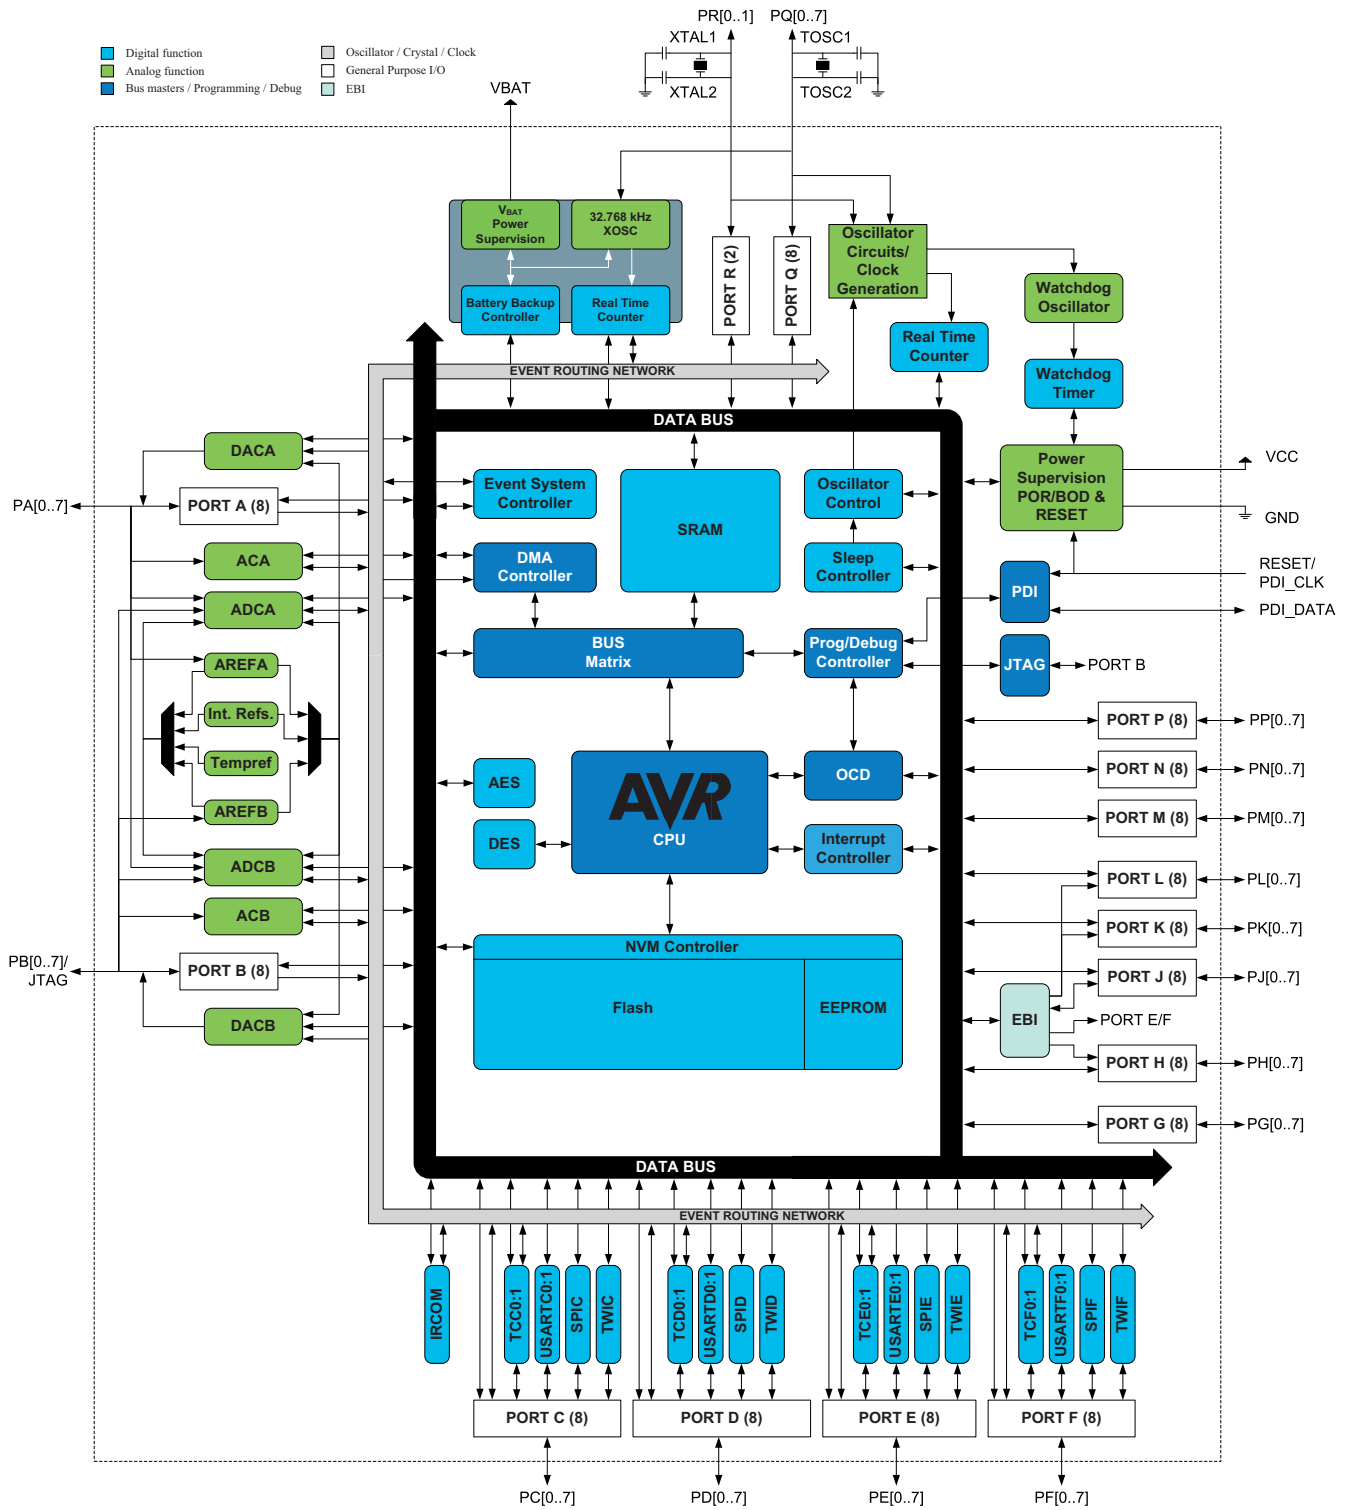 PR[0..1]
PQ[0..7]
XTAL1
TOSC1
XTAL2
TOSC2
Digital function
Analog function
Bus masters / Programming / Debug
Oscillator / Crystal / Clock
General Purpose I/O
EBI
VBAT
VBAT
Power
Supervision
32.768 kHz
XOSC
Battery Backup
Controller
Real Time
Counter
PORT R (2)
PORT Q (8)
Oscillator
Circuits/
Clock
Generation
Watchdog
Oscillator
Real Time
Counter
Watchdog
Timer
EVENT ROUTING NETWORK
DATA BUS
DACA
PA[0..7]
PORT A (8)
ACA
ADCA
AREFA
Int. Refs.
Tempref
AREFB
ADCB
ACB
PB[0..7]/
JTAG
PORT B (8)
DACB
Event System
Controller
DMA
Controller
SRAM
Oscillator
Control
Sleep
Controller
BUS
Matrix
Prog/Debug
Controller
AES
DES
AVR
CPU
OCD
Interrupt
Controller
NVM Controller
Flash
EEPROM
Power
Supervision
POR/BOD &
RESET
VCC
GND
RESET/
PDI_CLK
PDI
PDI_DATA
JTAG
PORT B
PORT P (8)
PP[0..7]
PORT N (8)
PN[0..7]
PORT M (8)
PM[0..7]
PORT L (8)
PL[0..7]
PORT K (8)
PK[0..7]
PORT J (8)
PJ[0..7]
EBI
PORT E/F
PORT H (8)
PH[0..7]
PORT G (8)
PG[0..7]
DATA BUS
EVENT ROUTING NETWORK
IRCOM
TCC0:1
USARTC0:1
SPIC
TWIC
TCD0:1
USARTD0:1
SPID
TWID
TCE0:1
USARTE0:1
SPIE
TWIE
TCF0:1
USARTF0:1
SPIF
TWIF
PORT C (8)
PORT D (8)
PORT E (8)
PORT F (8)
PC[0..7]
PD[0..7]
PE[0..7]
PF[0..7]